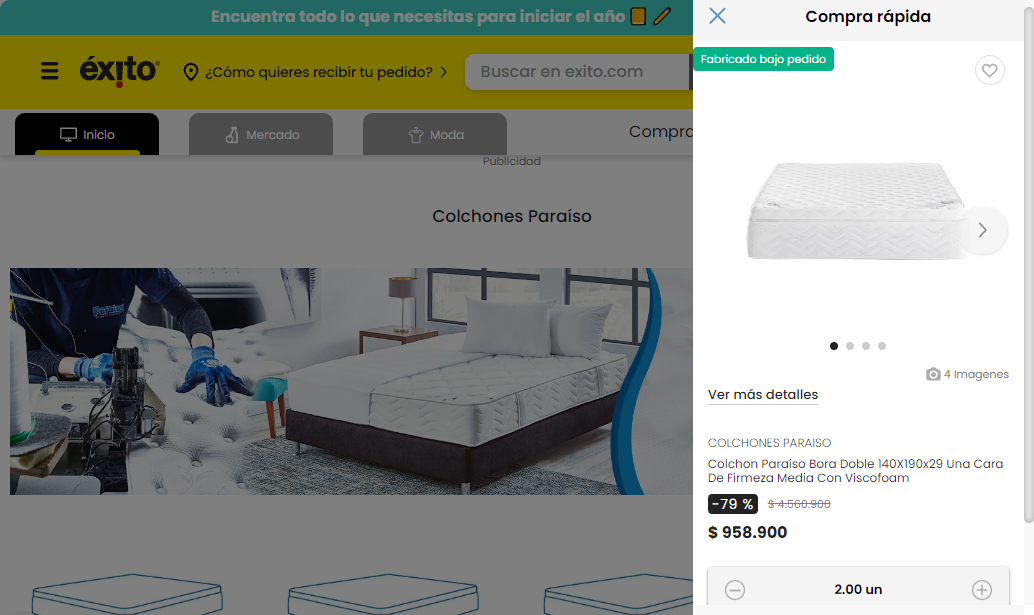 Encuentra todo lo que necesitas para iniciar el año
éxito
¿Cómo quieres recibir tu pedido?
Buscar en exito.com
Inicio
Mercado
Moda
Compra
Publicidad
Colchones Paraíso
Paraíso
Compra rápida
Fabricado bajo pedido
4 Imagenes
Ver más detalles
COLCHONES PARAISO
Colchon Paraíso Bora Doble 140X190x29 Una Cara
De Firmeza Media Con Viscofoam
-79 %
$ 4.560.900
$ 958.900
2.00 un